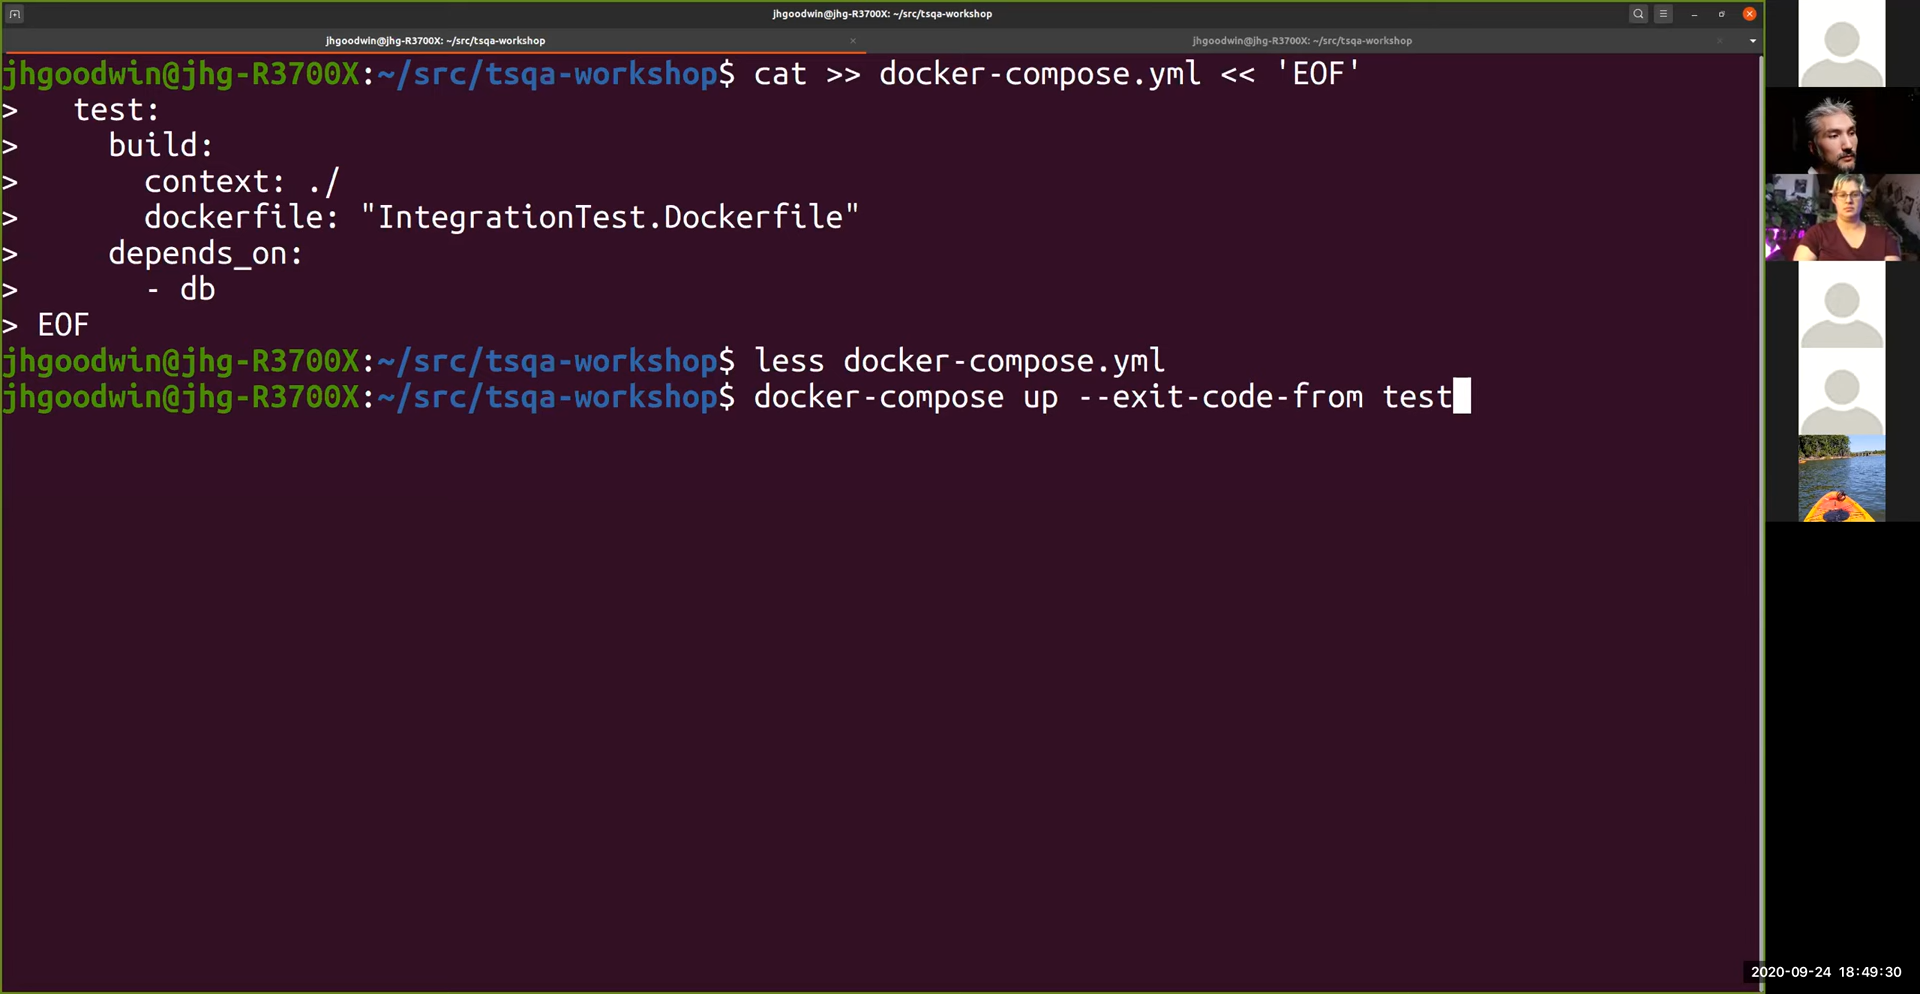 jhgoodwin@jhg-R3700X: ~/src/tsqa-workshop
jhgoodwin@jhg-R3700X: ~/src/tsqa-workshop
jhgoodwin@jhg-R3700X: ~/src/tsqa-workshop
jhgoodwin@jhg-R3700X:~/src/tsqa-workshop$ cat >> docker-compose.yml << 'EOF'
>   test:
>     build:
>       context: ./
>       dockerfile: "IntegrationTest.Dockerfile"
>     depends_on:
>       - db
> EOF
jhgoodwin@jhg-R3700X:~/src/tsqa-workshop$ less docker-compose.yml
jhgoodwin@jhg-R3700X:~/src/tsqa-workshop$ docker-compose up --exit-code-from test
2020-09-24 18:49:30